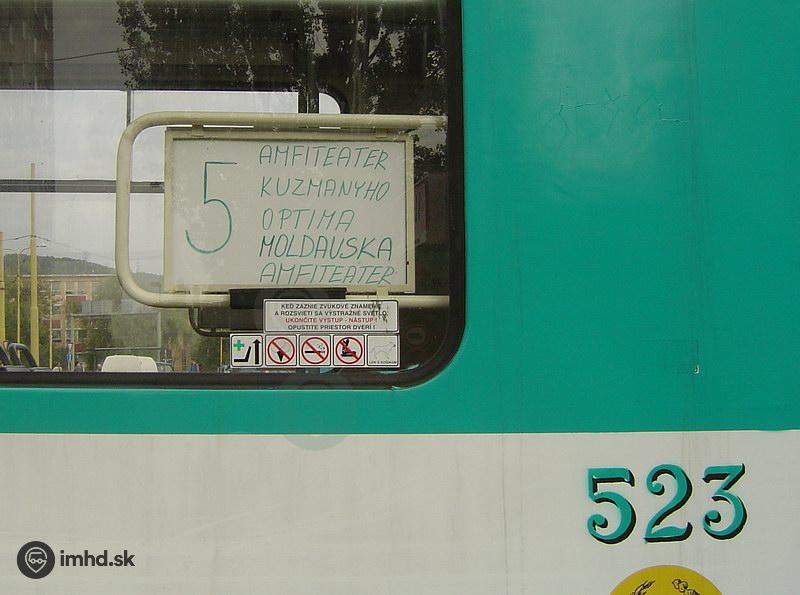 5
AMFITEATER
KUZMANYHO
OPTIMA
MOLDAUSKA
AMFITEATER
KEĎ ZAZNIE ZVUKOVÉ ZNAMENIE
A ROZSVIETI SA VÝSTRAŽNÉ SVETLO
UKONČITE VÝSTUP - NÁSTUP !
OPUSTITE PRIESTOR DVERÍ !
523
imhd.sk